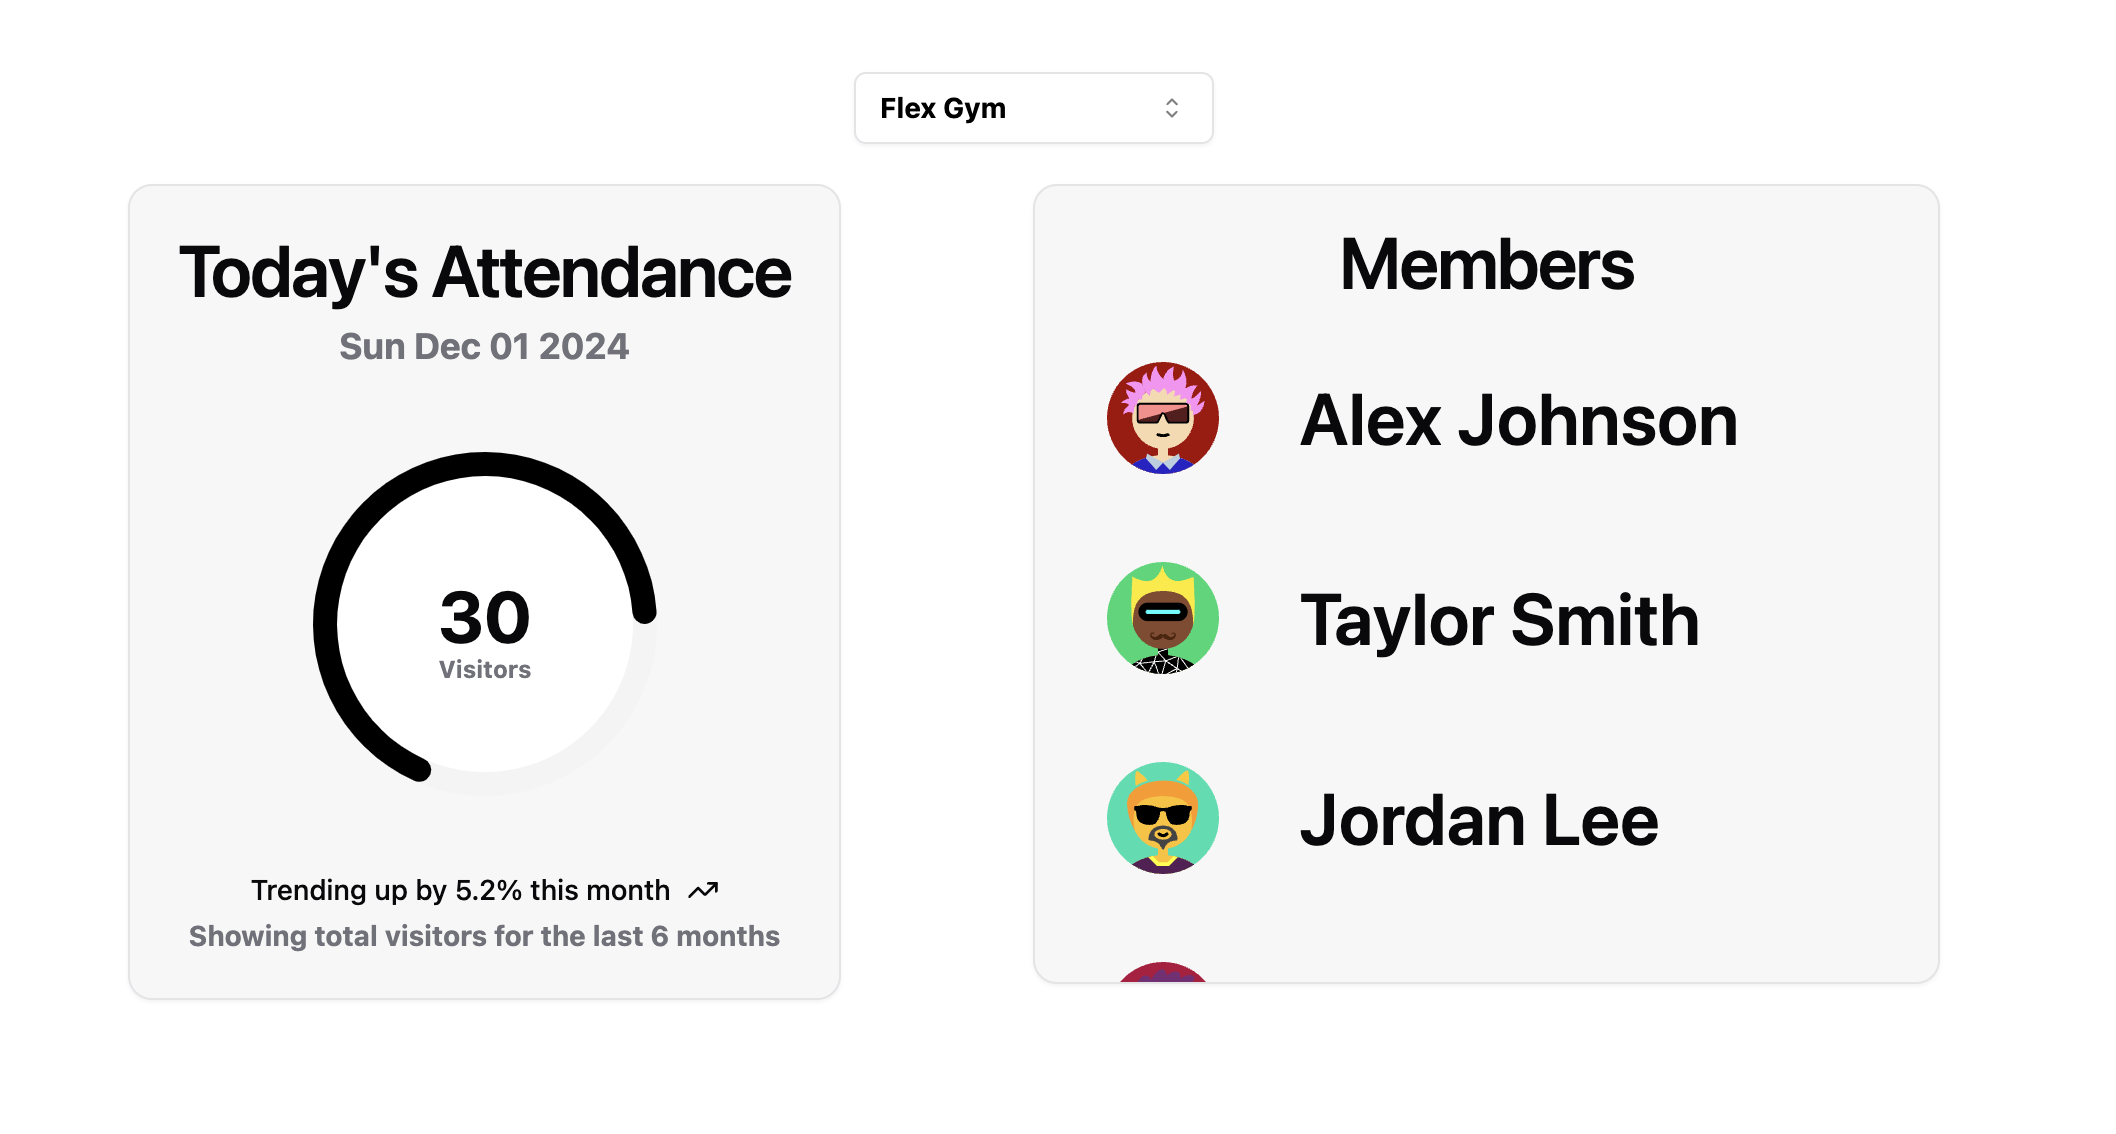 Flex Gym
Today's Attendance
Sun Dec 01 2024
30
Visitors
Trending up by 5.2% this month
Showing total visitors for the last 6 months
Members
Alex Johnson
Taylor Smith
Jordan Lee